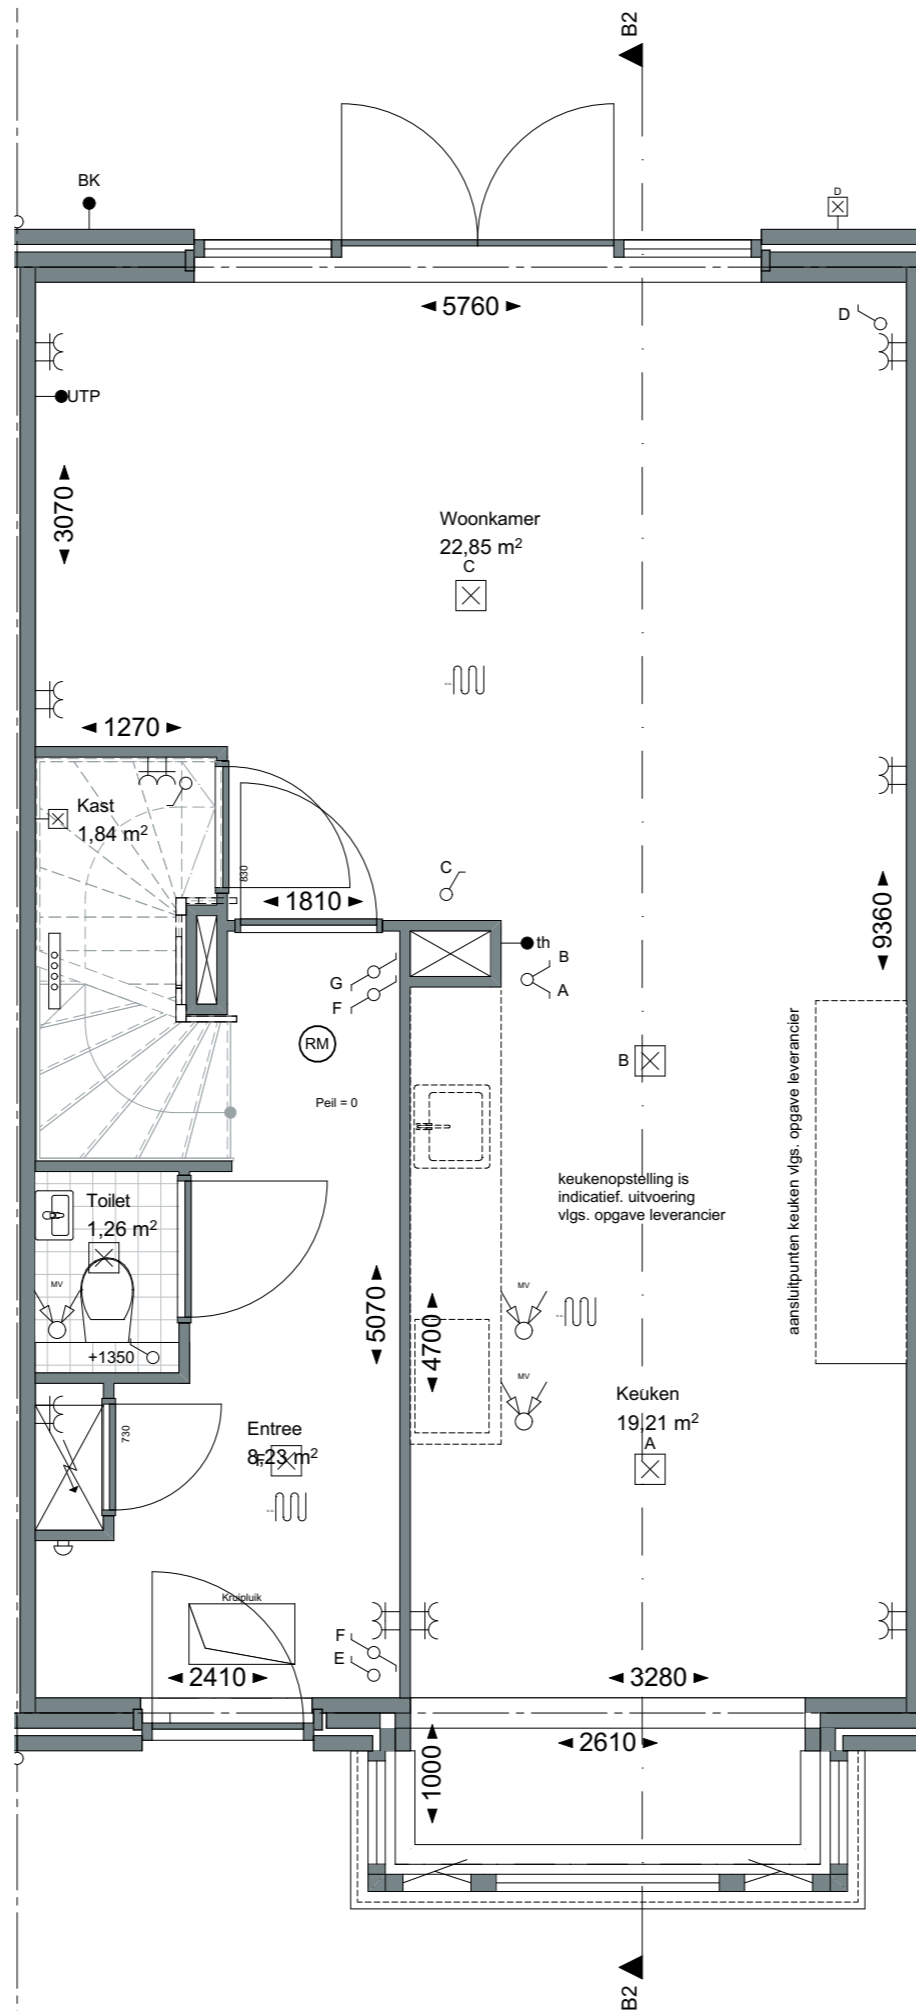 B2
BK
D
5760
D
UTP
3070
Woonkamer
22,85 m²
C
1270
Kast
1,84 m²
830
1810
C
9360
th
B
A
G
F
RM
B
Peil = 0
aansluitpunten keuken vlgs. opgave leverancier
keukenopstelling is
indicatief. uitvoering
vlgs. opgave leverancier
Toilet
1,26 m²
MV
+1350
5070
4700
MV
MV
Keuken
19,21 m²
A
730
Entree
8,23 m²
F
Kruipluik
F
E
2410
3280
2610
1000
B2